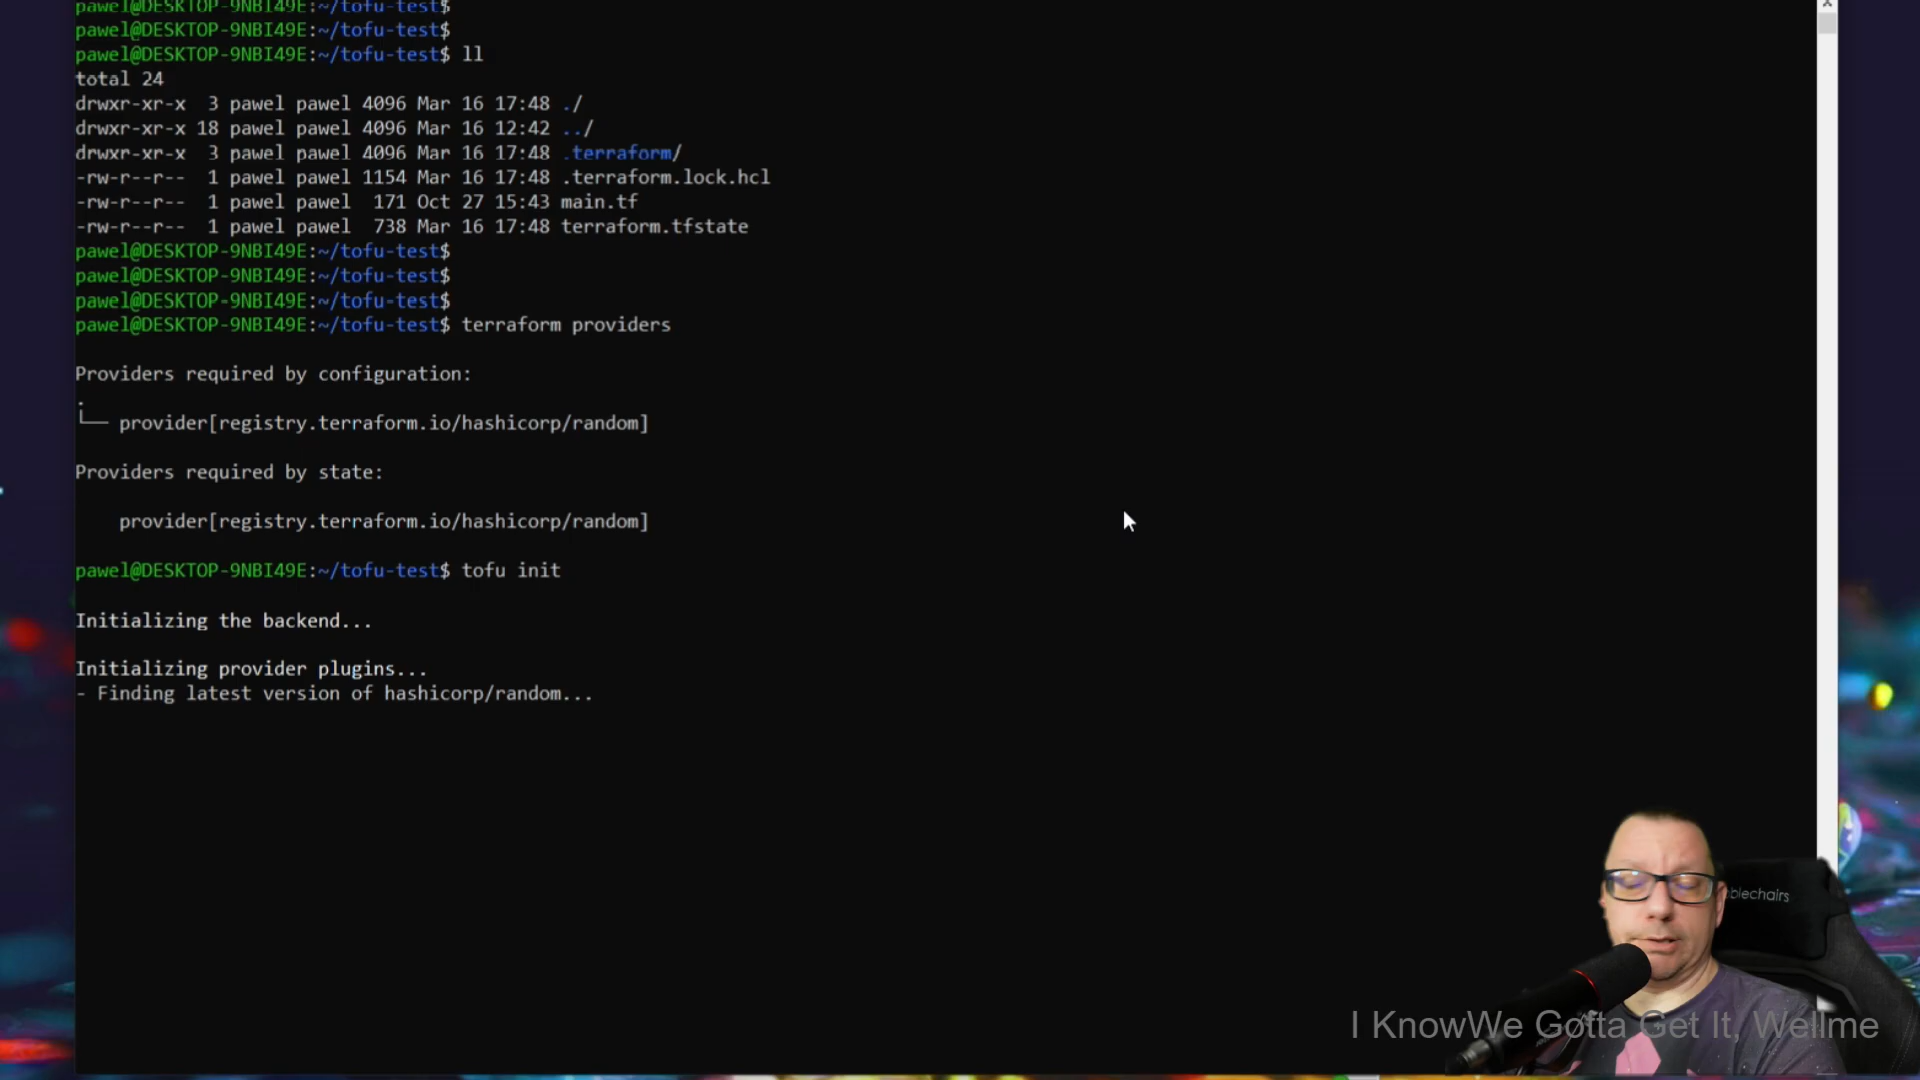 pawel@DESKTOP-9NBI49E:~/tofu-test$
pawel@DESKTOP-9NBI49E:~/tofu-test$
pawel@DESKTOP-9NBI49E:~/tofu-test$ ll
total 24
drwxr-xr-x  3 pawel pawel 4096 Mar 16 17:48 ./
drwxr-xr-x 18 pawel pawel 4096 Mar 16 12:42 ../
drwxr-xr-x  3 pawel pawel 4096 Mar 16 17:48 .terraform/
-rw-r--r--  1 pawel pawel 1154 Mar 16 17:48 .terraform.lock.hcl
-rw-r--r--  1 pawel pawel  171 Oct 27 15:43 main.tf
-rw-r--r--  1 pawel pawel  738 Mar 16 17:48 terraform.tfstate
pawel@DESKTOP-9NBI49E:~/tofu-test$
pawel@DESKTOP-9NBI49E:~/tofu-test$
pawel@DESKTOP-9NBI49E:~/tofu-test$
pawel@DESKTOP-9NBI49E:~/tofu-test$ terraform providers
Providers required by configuration:
.
└── provider[registry.terraform.io/hashicorp/random]
Providers required by state:
provider[registry.terraform.io/hashicorp/random]
pawel@DESKTOP-9NBI49E:~/tofu-test$ tofu init
Initializing the backend...
Initializing provider plugins...
- Finding latest version of hashicorp/random...
blechairs
I KnowWe Gotta Get It, Wellme